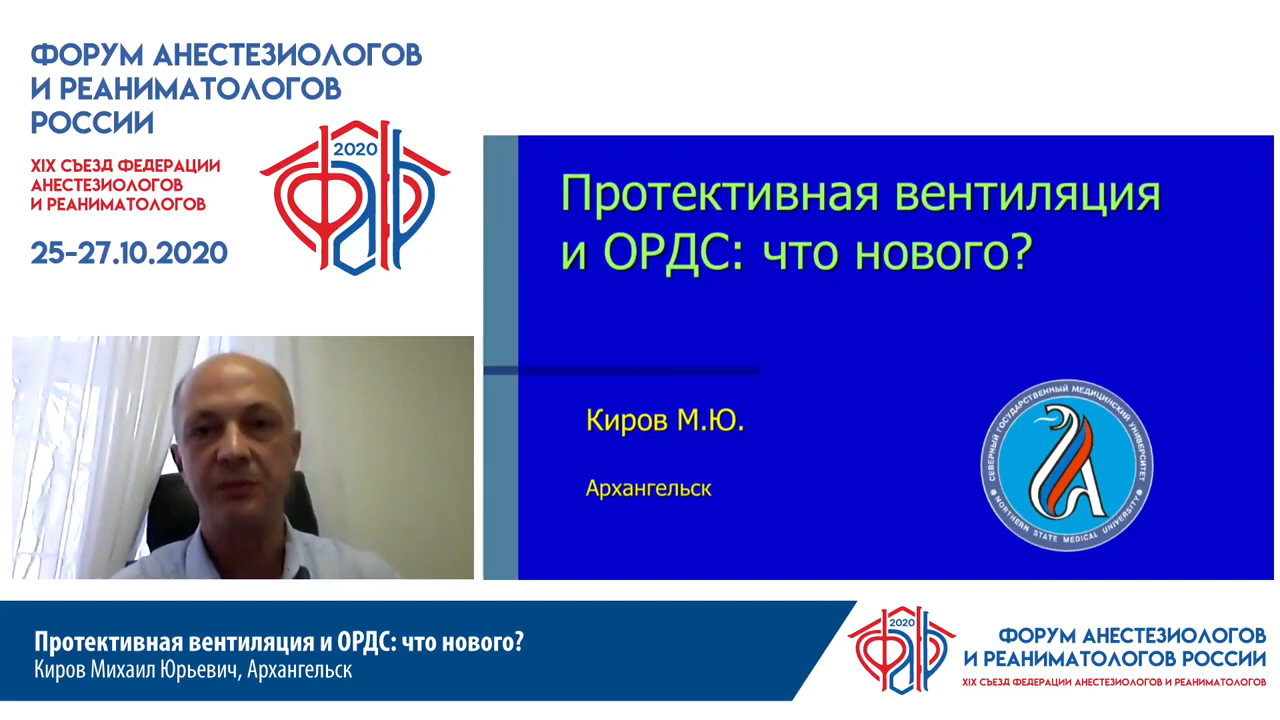 ФОРУМ АНЕСТЕЗИОЛОГОВ
И РЕАНИМАТОЛОГОВ
РОССИИ
XIX СЪЕЗД ФЕДЕРАЦИИ
АНЕСТЕЗИОЛОГОВ
И РЕАНИМАТОЛОГОВ
25-27.10.2020
2020
ФАР
Протективная вентиляция
и ОРДС: что нового?
Киров М.Ю.
Архангельск
СЕВЕРНЫЙ ГОСУДАРСТВЕННЫЙ МЕДИЦИНСКИЙ УНИВЕРСИТЕТ
NORTHERN STATE MEDICAL UNIVERSITY
Протективная вентиляция и ОРДС: что нового?
Киров Михаил Юрьевич, Архангельск
2020
ФАР
ФОРУМ АНЕСТЕЗИОЛОГОВ
И РЕАНИМАТОЛОГОВ РОССИИ
XIX СЪЕЗД ФЕДЕРАЦИИ АНЕСТЕЗИОЛОГОВ И РЕАНИМАТОЛОГОВ